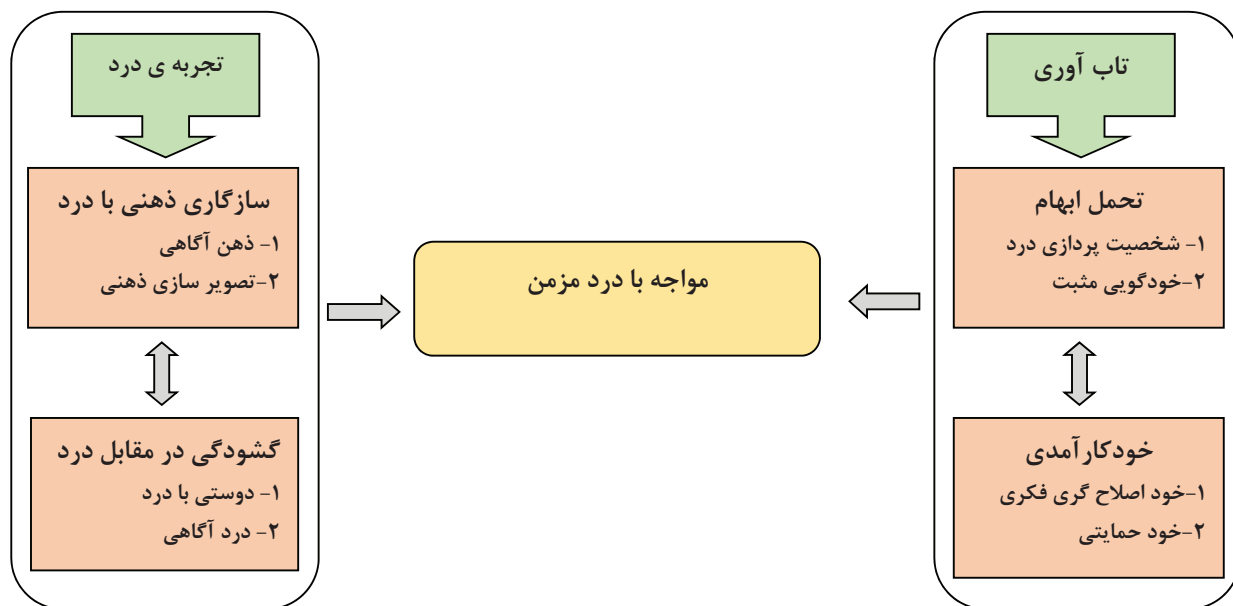 تاب آوری
تحمل ابهام
۱- شخصیت پردازی درد
۲-خودگویی مثبت
خودکارآمدی
۱-خود اصلاح گری فکری
۲-خود حمایتی
مواجه با درد مزمن
تجربه ی درد
سازگاری ذهنی با درد
۱- ذهن آگاهی
۲-تصویر سازی ذهنی
گشودگی در مقابل درد
۱- دوستی با درد
۲- درد آگاهی